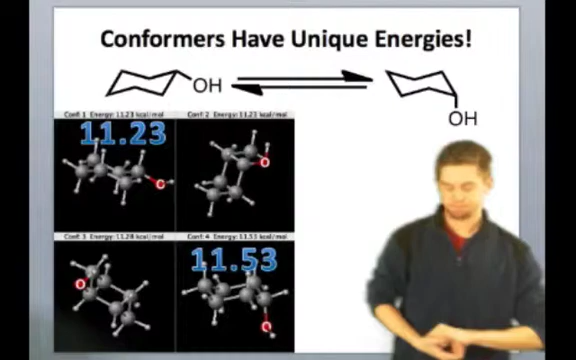 Conformers Have Unique Energies!
OH
OH
Conf: 1 Energy: 11.23 kcal/mol
Conf: 2 Energy: 11.23 kcal/mol
11.23
O
O
Conf: 3 Energy: 11.28 kcal/mol
Conf: 4 Energy: 11.53 kcal/mol
11.53
O
O